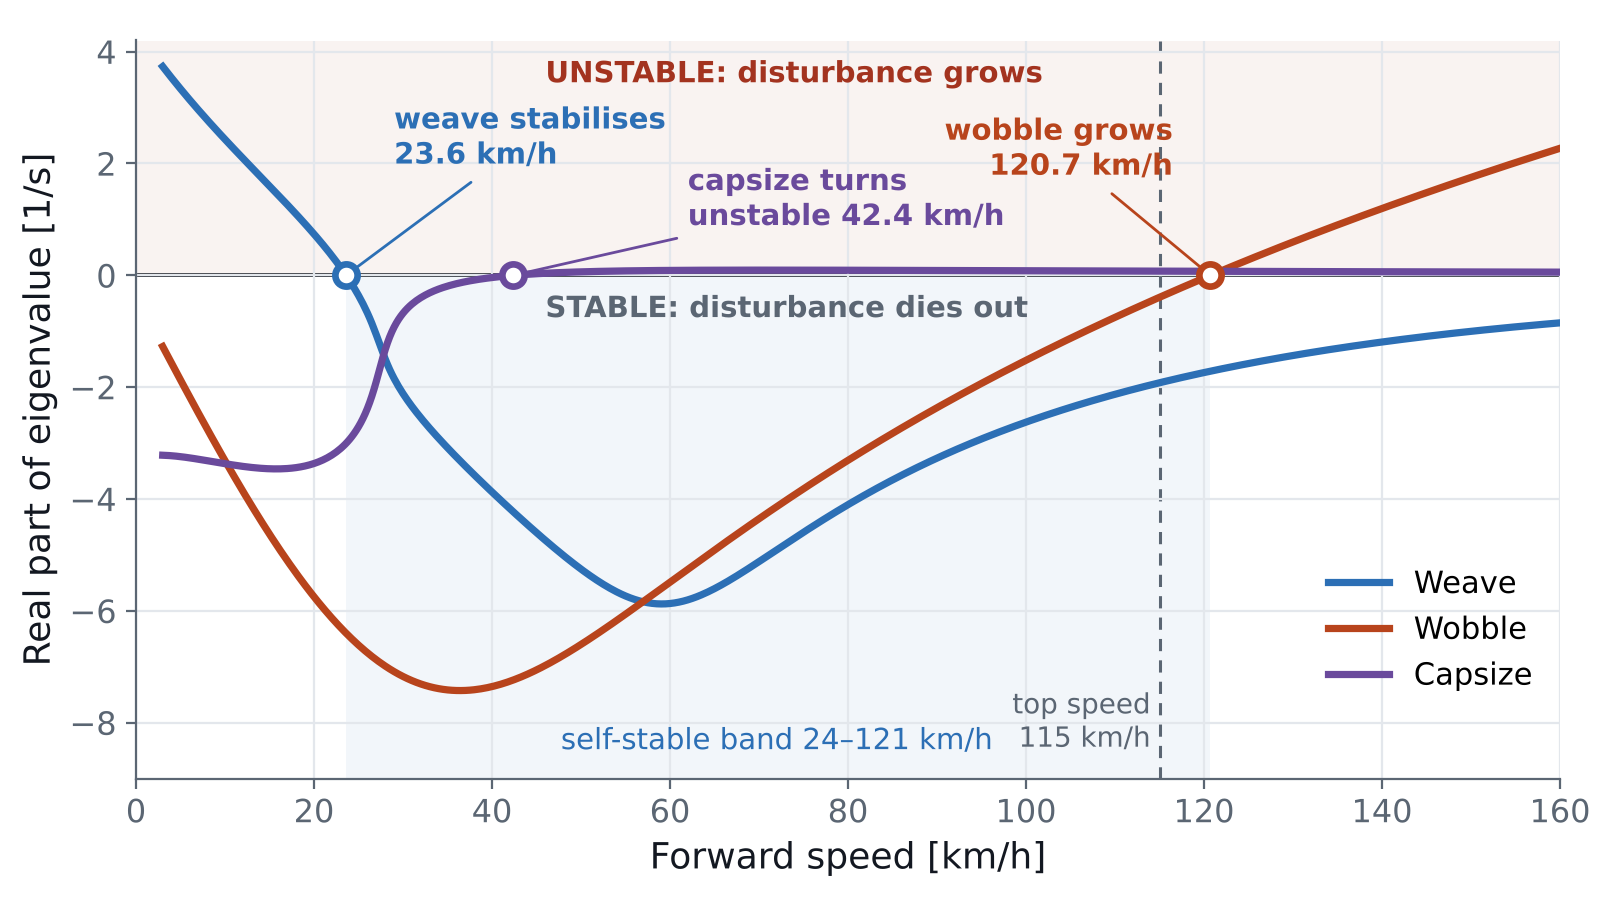 UNSTABLE: disturbance grows
weave stabilises
23.6 km/h
wobble grows
120.7 km/h
capsize turns
unstable 42.4 km/h
STABLE: disturbance dies out
top speed
115 km/h
self-stable band 24–121 km/h
Weave
Wobble
Capsize
Real part of eigenvalue [1/s]
4
2
0
−2
−4
−6
−8
0 20 40 60 80 100 120 140 160
Forward speed [km/h]